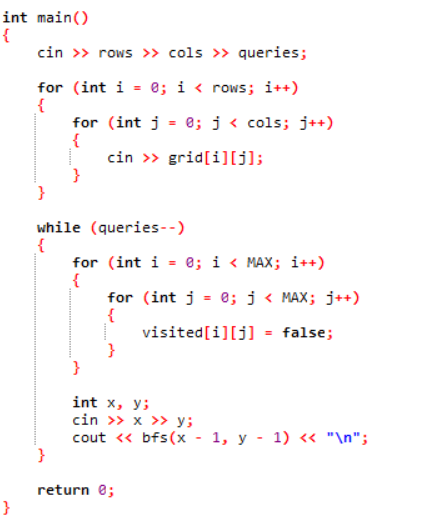 int main()
{
    cin >> rows >> cols >> queries;

    for (int i = 0; i < rows; i++)
    {
        for (int j = 0; j < cols; j++)
        {
            cin >> grid[i][j];
        }
    }

    while (queries--)
    {
        for (int i = 0; i < MAX; i++)
        {
            for (int j = 0; j < MAX; j++)
            {
                visited[i][j] = false;
            }
        }

        int x, y;
        cin >> x >> y;
        cout << bfs(x - 1, y - 1) << "\n";
    }

    return 0;
}